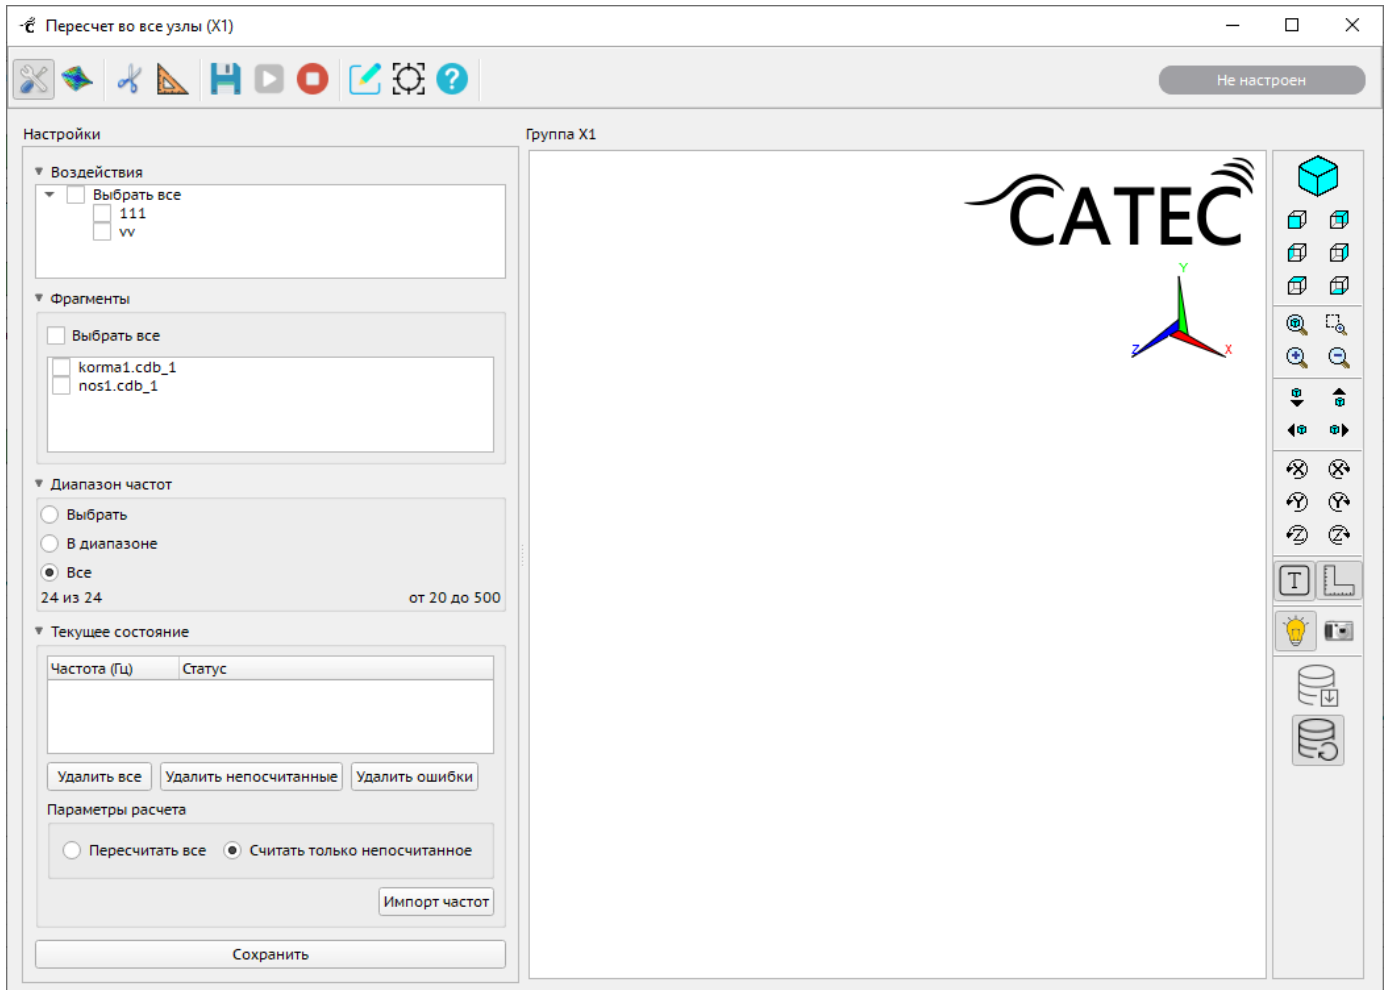 Пересчет во все узлы (X1)
Не настроен
Настройки
Воздействия
Выбрать все
111
vv
Фрагменты
Выбрать все
korma1.cdb_1
nos1.cdb_1
Диапазон частот
Выбрать
В диапазоне
Все
24 из 24 от 20 до 500
Текущее состояние
Частота (Гц) Статус
Удалить все Удалить непосчитанные Удалить ошибки
Параметры расчета
Пересчитать все Считать только непосчитанное
Импорт частот
Сохранить
Группа X1
CATEC
Y
Z X
X X
Y Y
Z Z
T